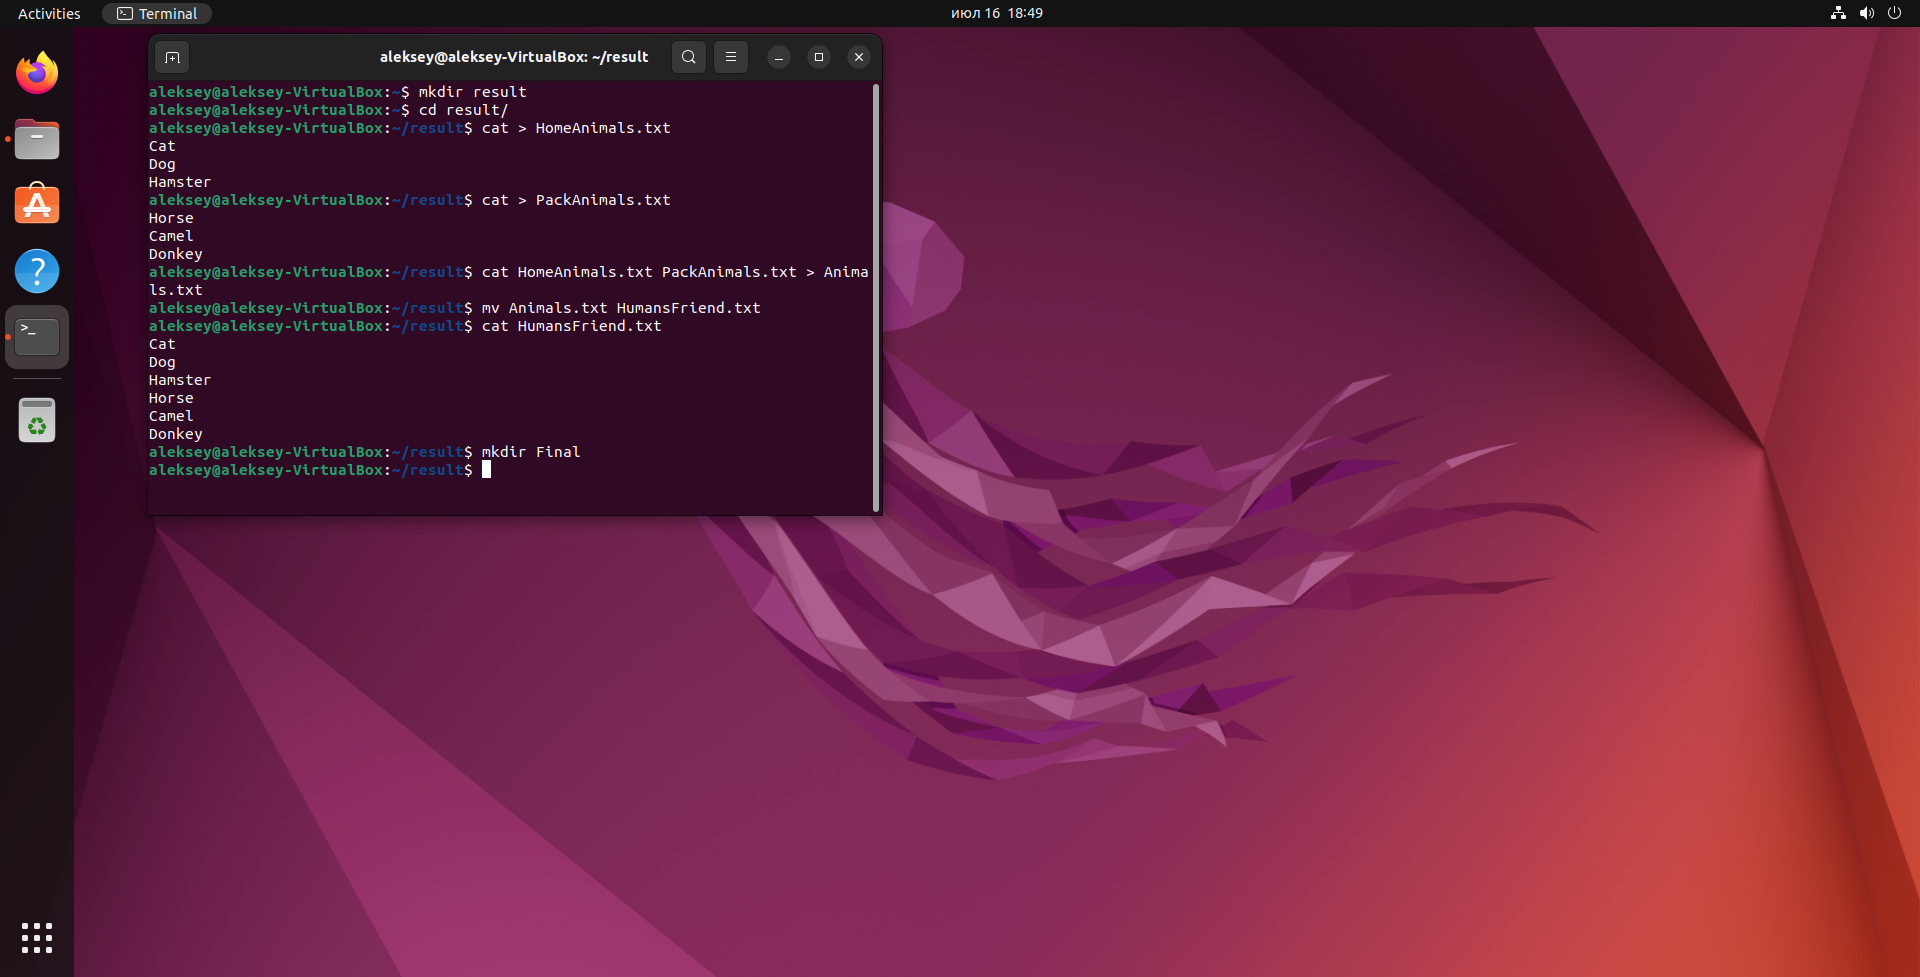 Activities
Terminal
июл 16 18:49
aleksey@aleksey-VirtualBox: ~/result
aleksey@aleksey-VirtualBox:~$ mkdir result
aleksey@aleksey-VirtualBox:~$ cd result/
aleksey@aleksey-VirtualBox:~/result$ cat > HomeAnimals.txt
Cat
Dog
Hamster
aleksey@aleksey-VirtualBox:~/result$ cat > PackAnimals.txt
Horse
Camel
Donkey
aleksey@aleksey-VirtualBox:~/result$ cat HomeAnimals.txt PackAnimals.txt > Anima
ls.txt
aleksey@aleksey-VirtualBox:~/result$ mv Animals.txt HumansFriend.txt
aleksey@aleksey-VirtualBox:~/result$ cat HumansFriend.txt
Cat
Dog
Hamster
Horse
Camel
Donkey
aleksey@aleksey-VirtualBox:~/result$ mkdir Final
aleksey@aleksey-VirtualBox:~/result$